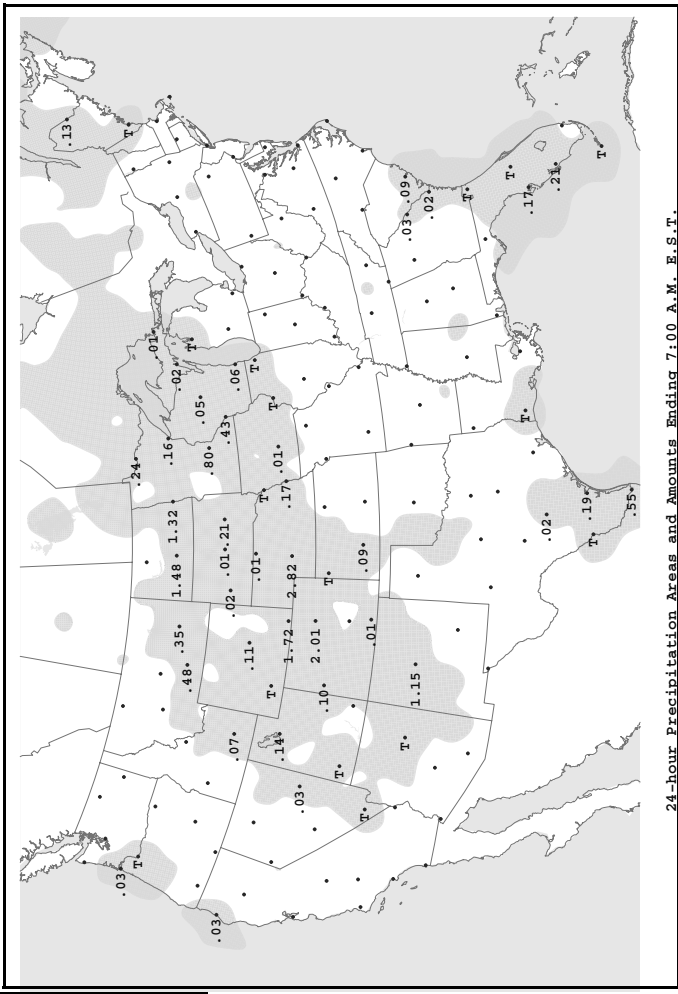 .13
T
.03
T
.24
.01
.16
1.32
1.48
.02
.35
.48
T
.05
.80
.03
.01
.21
.43
.02
.07
.06
.11
T
.01
T
T
T
.01
.14
.17
1.72
2.82
.03
2.01
.10
T
T
.09
T
.01
T
.09
.03
1.15
.02
T
T
T
.17
.02
.21
.19
T
T
.55
24-hour Precipitation Areas and Amounts Ending 7:00 A.M. E.S.T.